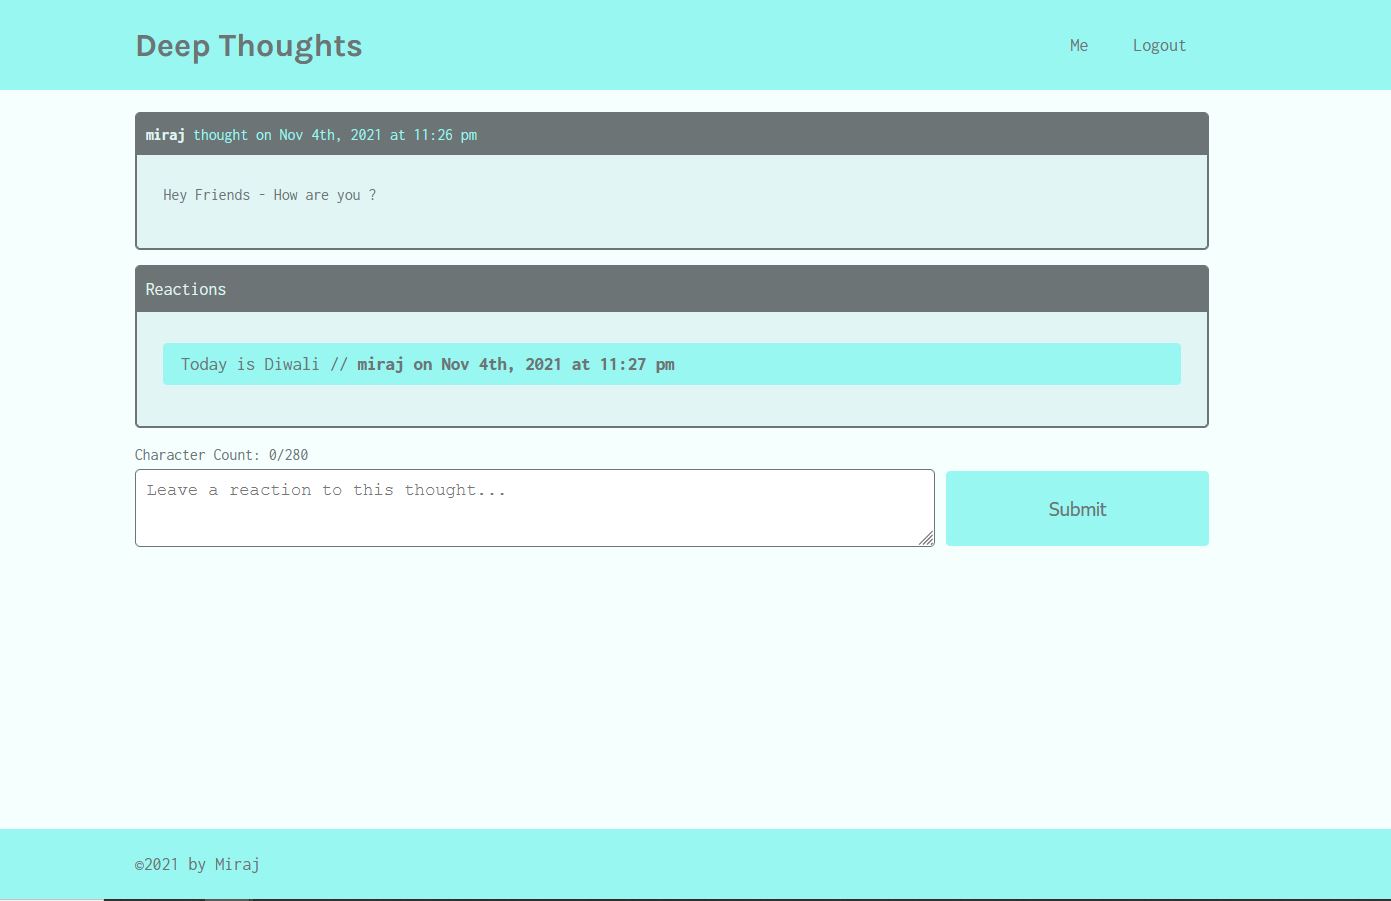 Deep Thoughts
Me
Logout
miraj thought on Nov 4th, 2021 at 11:26 pm
Hey Friends - How are you ?
Reactions
Today is Diwali // miraj on Nov 4th, 2021 at 11:27 pm
Character Count: 0/280
Leave a reaction to this thought...
Submit
©2021 by Miraj